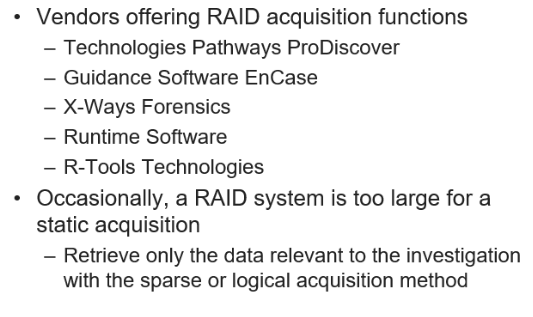 • Vendors offering RAID acquisition functions
– Technologies Pathways ProDiscover
– Guidance Software EnCase
– X-Ways Forensics
– Runtime Software
– R-Tools Technologies
• Occasionally, a RAID system is too large for a
static acquisition
– Retrieve only the data relevant to the investigation
with the sparse or logical acquisition method